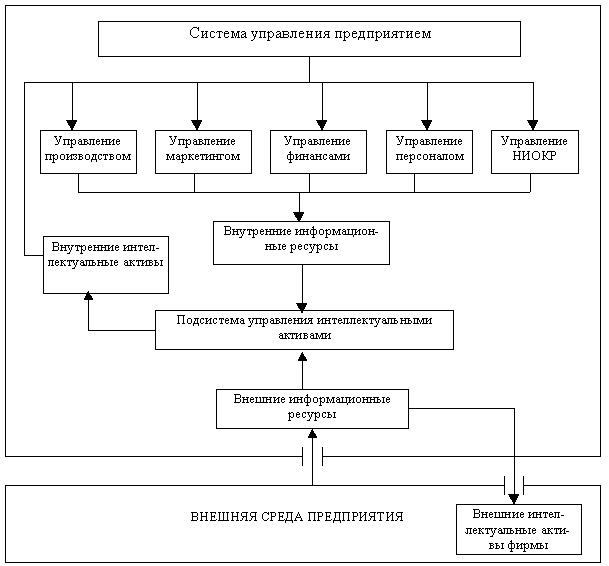 Система управления предприятием
Управление
производством
Управление
маркетингом
Управление
финансами
Управление
персоналом
Управление
НИОКР
Внутренние информацион-
ные ресурсы
Внутренние интел-
лектуальные активы
Подсистема управления интеллектуальными
активами
Внешние информационные
ресурсы
ВНЕШНЯЯ СРЕДА ПРЕДПРИЯТИЯ
Внешние интел-
лектуальные акти-
вы фирмы